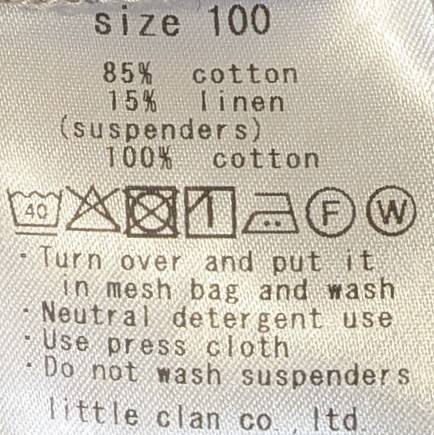 size 100
85% cotton
15% linen
(suspenders)
100% cotton
40 F W
・Turn over and put it
in mesh bag and wash
・Neutral detergent use
・Use press cloth
・Do not wash suspenders
little clan co.,ltd.